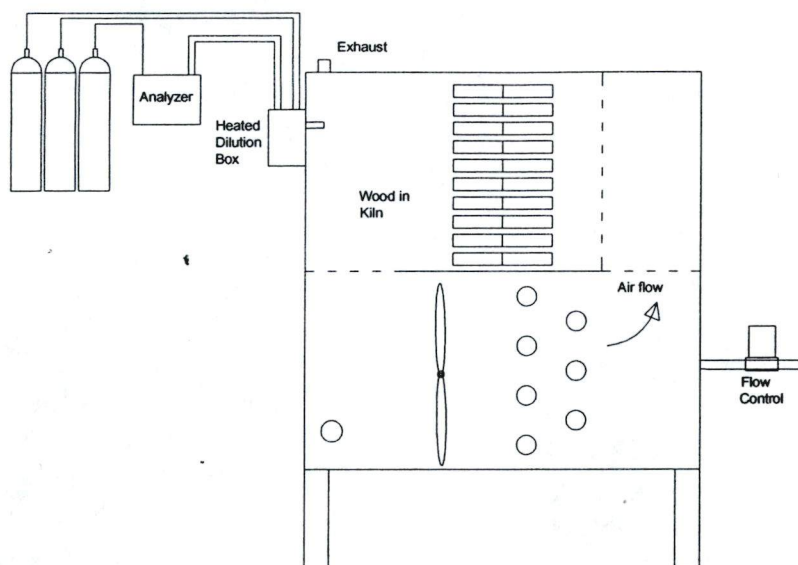 Exhaust
Analyzer
Heated
Dilution
Box
Wood in
Kiln
Air flow
Flow
Control